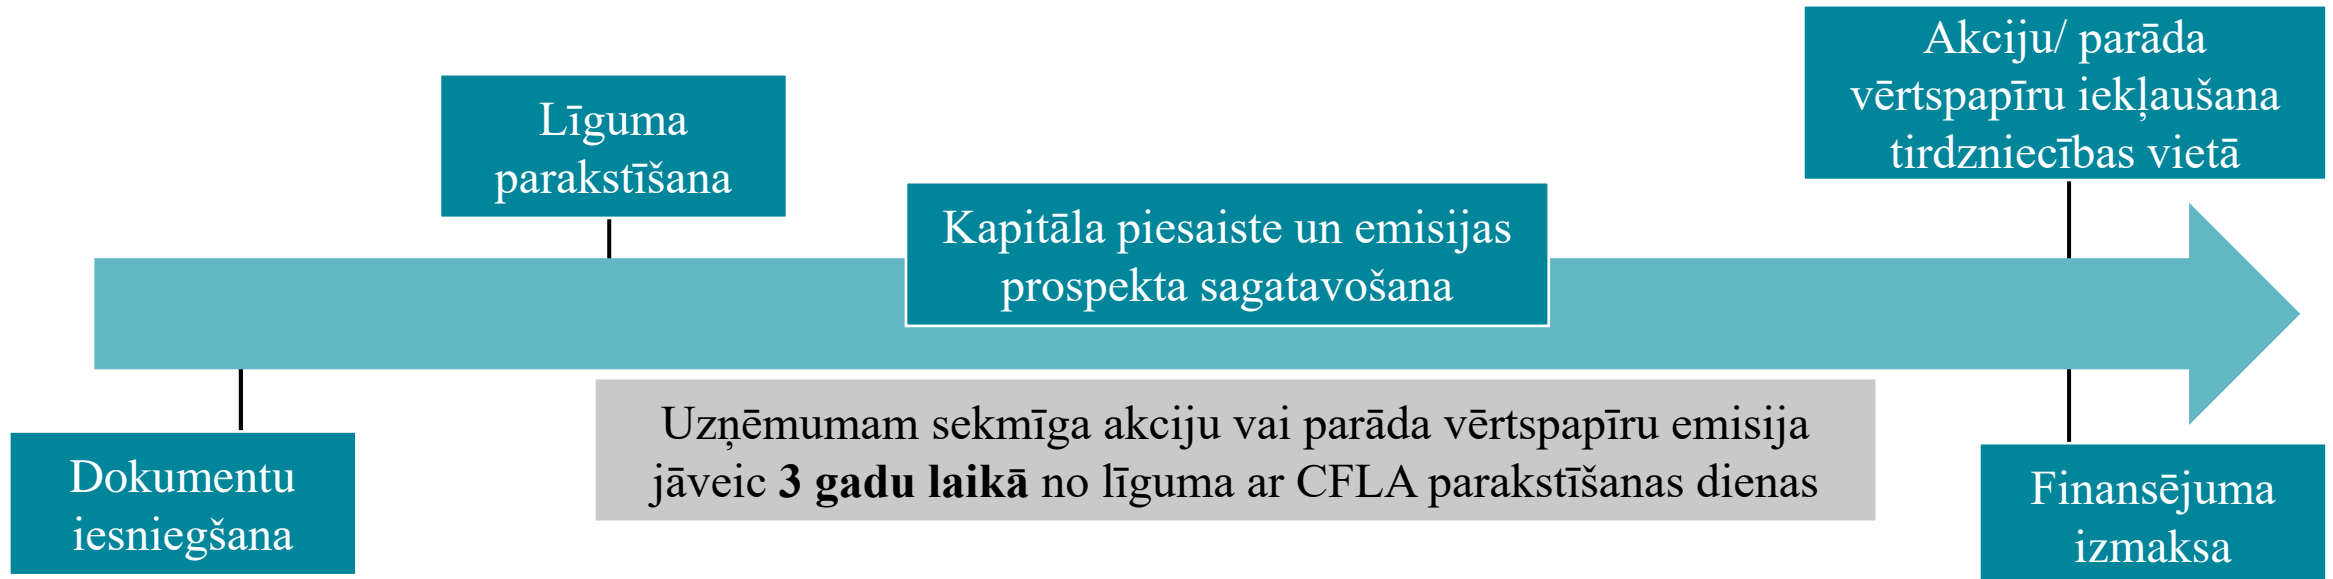 Akciju/ parāda
vērtspapīru iekļaušana
tirdzniecības vietā
Līguma
parakstīšana
Kapitāla piesaiste un emisijas
prospekta sagatavošana
Uzņēmumam sekmīga akciju vai parāda vērtspapīru emisija
jāveic 3 gadu laikā no līguma ar CFLA parakstīšanas dienas
Dokumentu
iesniegšana
Finansējuma
izmaksa